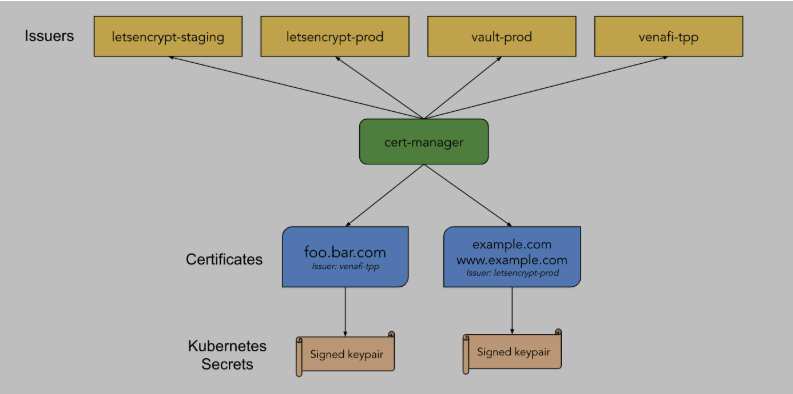 Issuers
letsencrypt-staging
letsencrypt-prod
vault-prod
venafi-tpp
cert-manager
Certificates
foo.bar.com
Issuer: venafi-tpp
example.com
www.example.com
Issuer: letsencrypt-prod
Kubernetes
Secrets
Signed keypair
Signed keypair